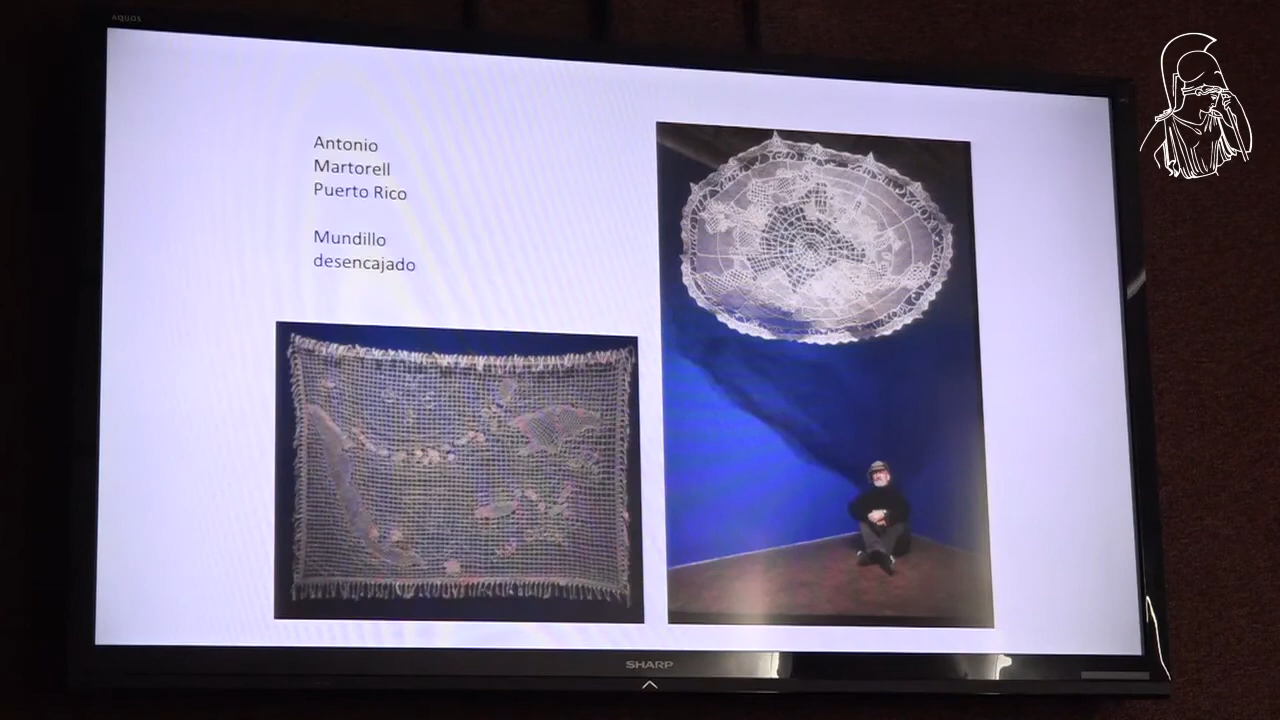 AQUOS
Antonio
Martorell
Puerto Rico
Mundillo
desencajado
SHARP